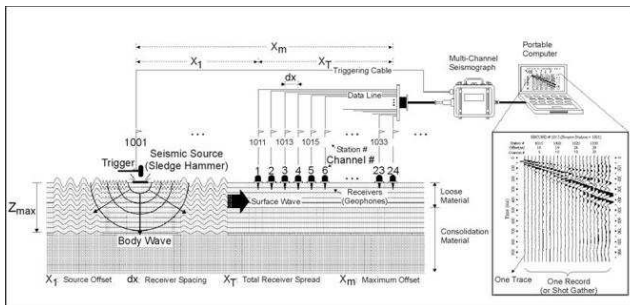 Xm
X1
XT
dx
Triggering Cable
Data Line
Multi-Channel
Seismograph
Portable
Computer
1001
1011 1013 1015 1033
Station #
Channel #
Trigger
Seismic Source
(Sledge Hammer)
1 2 3 4 5 6 23 24
Receivers
(Geophones)
Surface Wave
Zmax
Body Wave
Loose
Material
Consolidation
Material
X1 Source Offset dx Receiver Spacing XT Total Receiver Spread Xm Maximum Offset
Station #
Channel #
One Trace
One Record
(or Shot Gather)